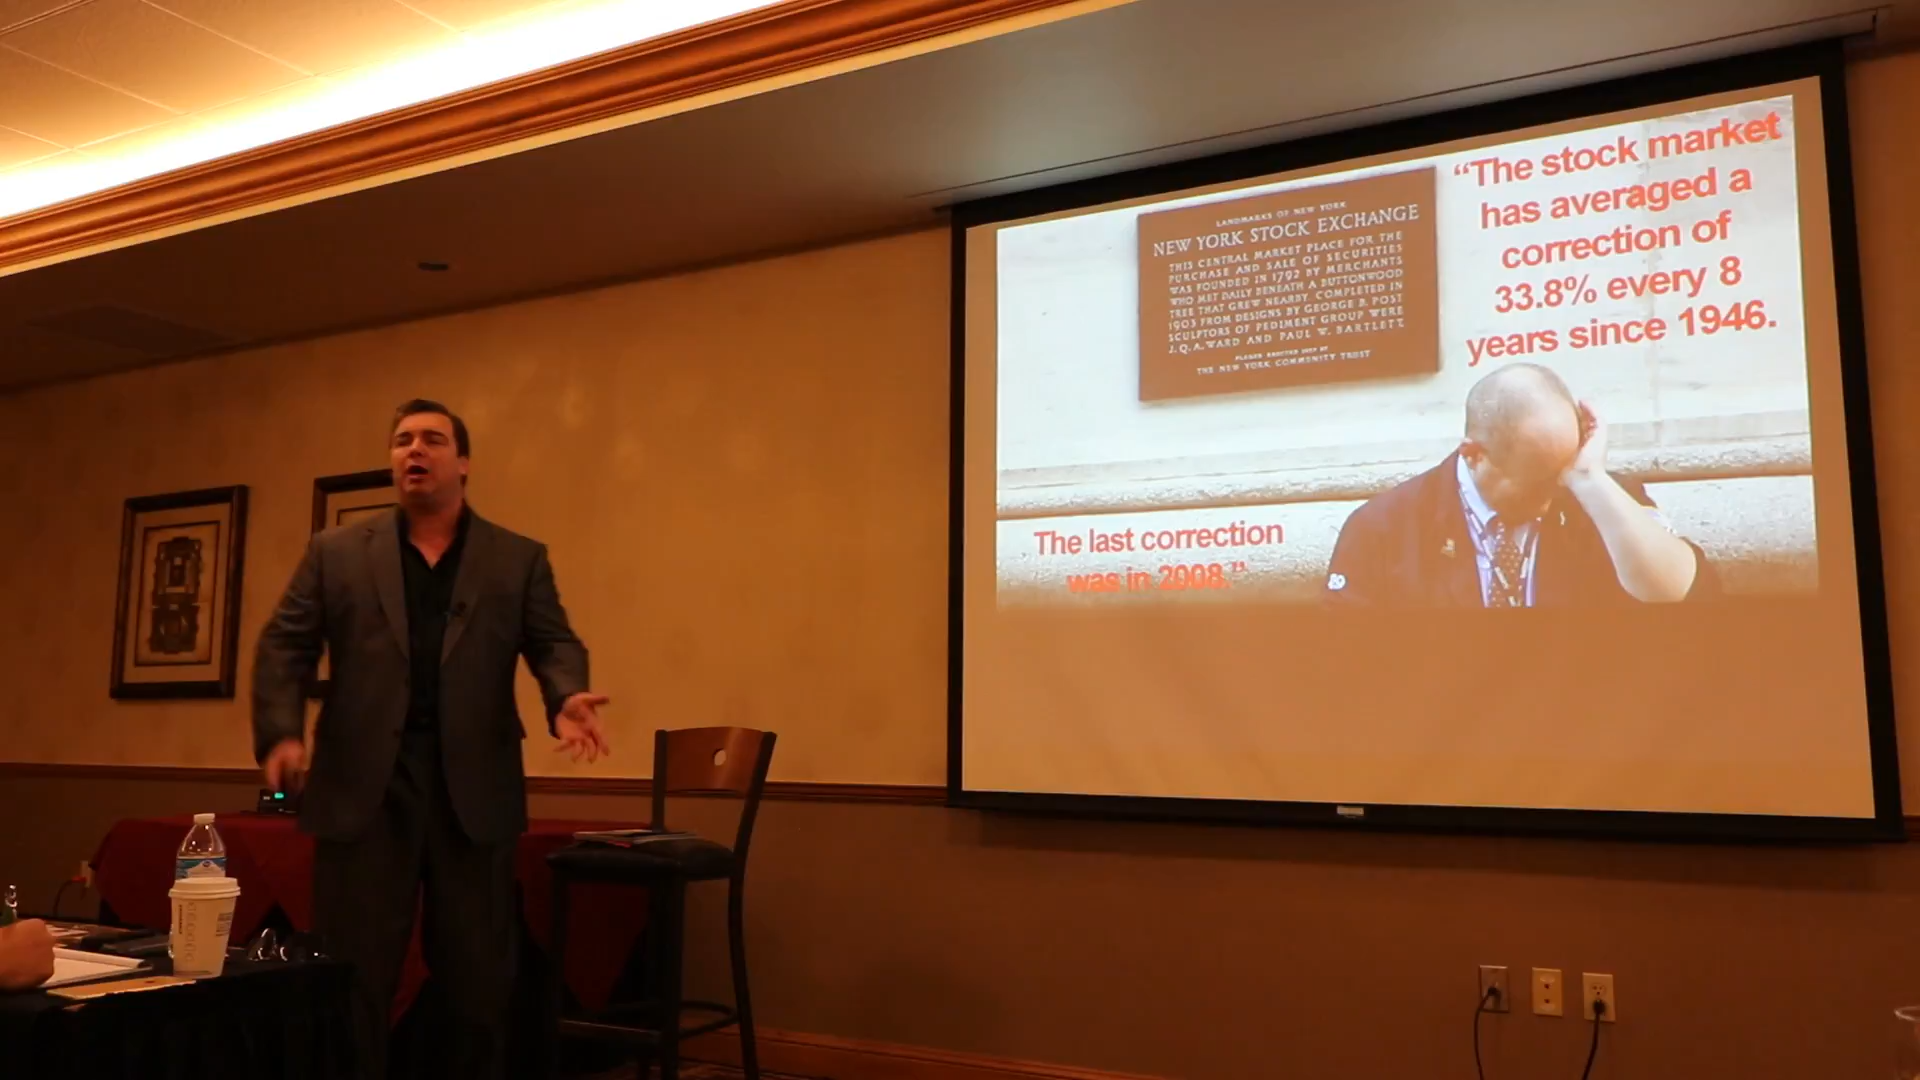 "The stock market
has averaged a
correction of
33.8% every 8
years since 1946.
LANDMARKS OF NEW YORK
NEW YORK STOCK EXCHANGE
THIS CENTRAL MARKET PLACE FOR THE
PURCHASE AND SALE OF SECURITIES
WAS FOUNDED IN 1792 BY MERCHANTS
WHO MET DAILY BENEATH A BUTTONWOOD
TREE THAT GREW NEARBY. COMPLETED IN
1903 FROM DESIGNS BY GEORGE B. POST
SCULPTORS OF PEDIMENT GROUP WERE
J.Q.A. WARD AND PAUL W. BARTLETT.
THE NEW YORK COMMUNITY TRUST
The last correction
was in 2008."